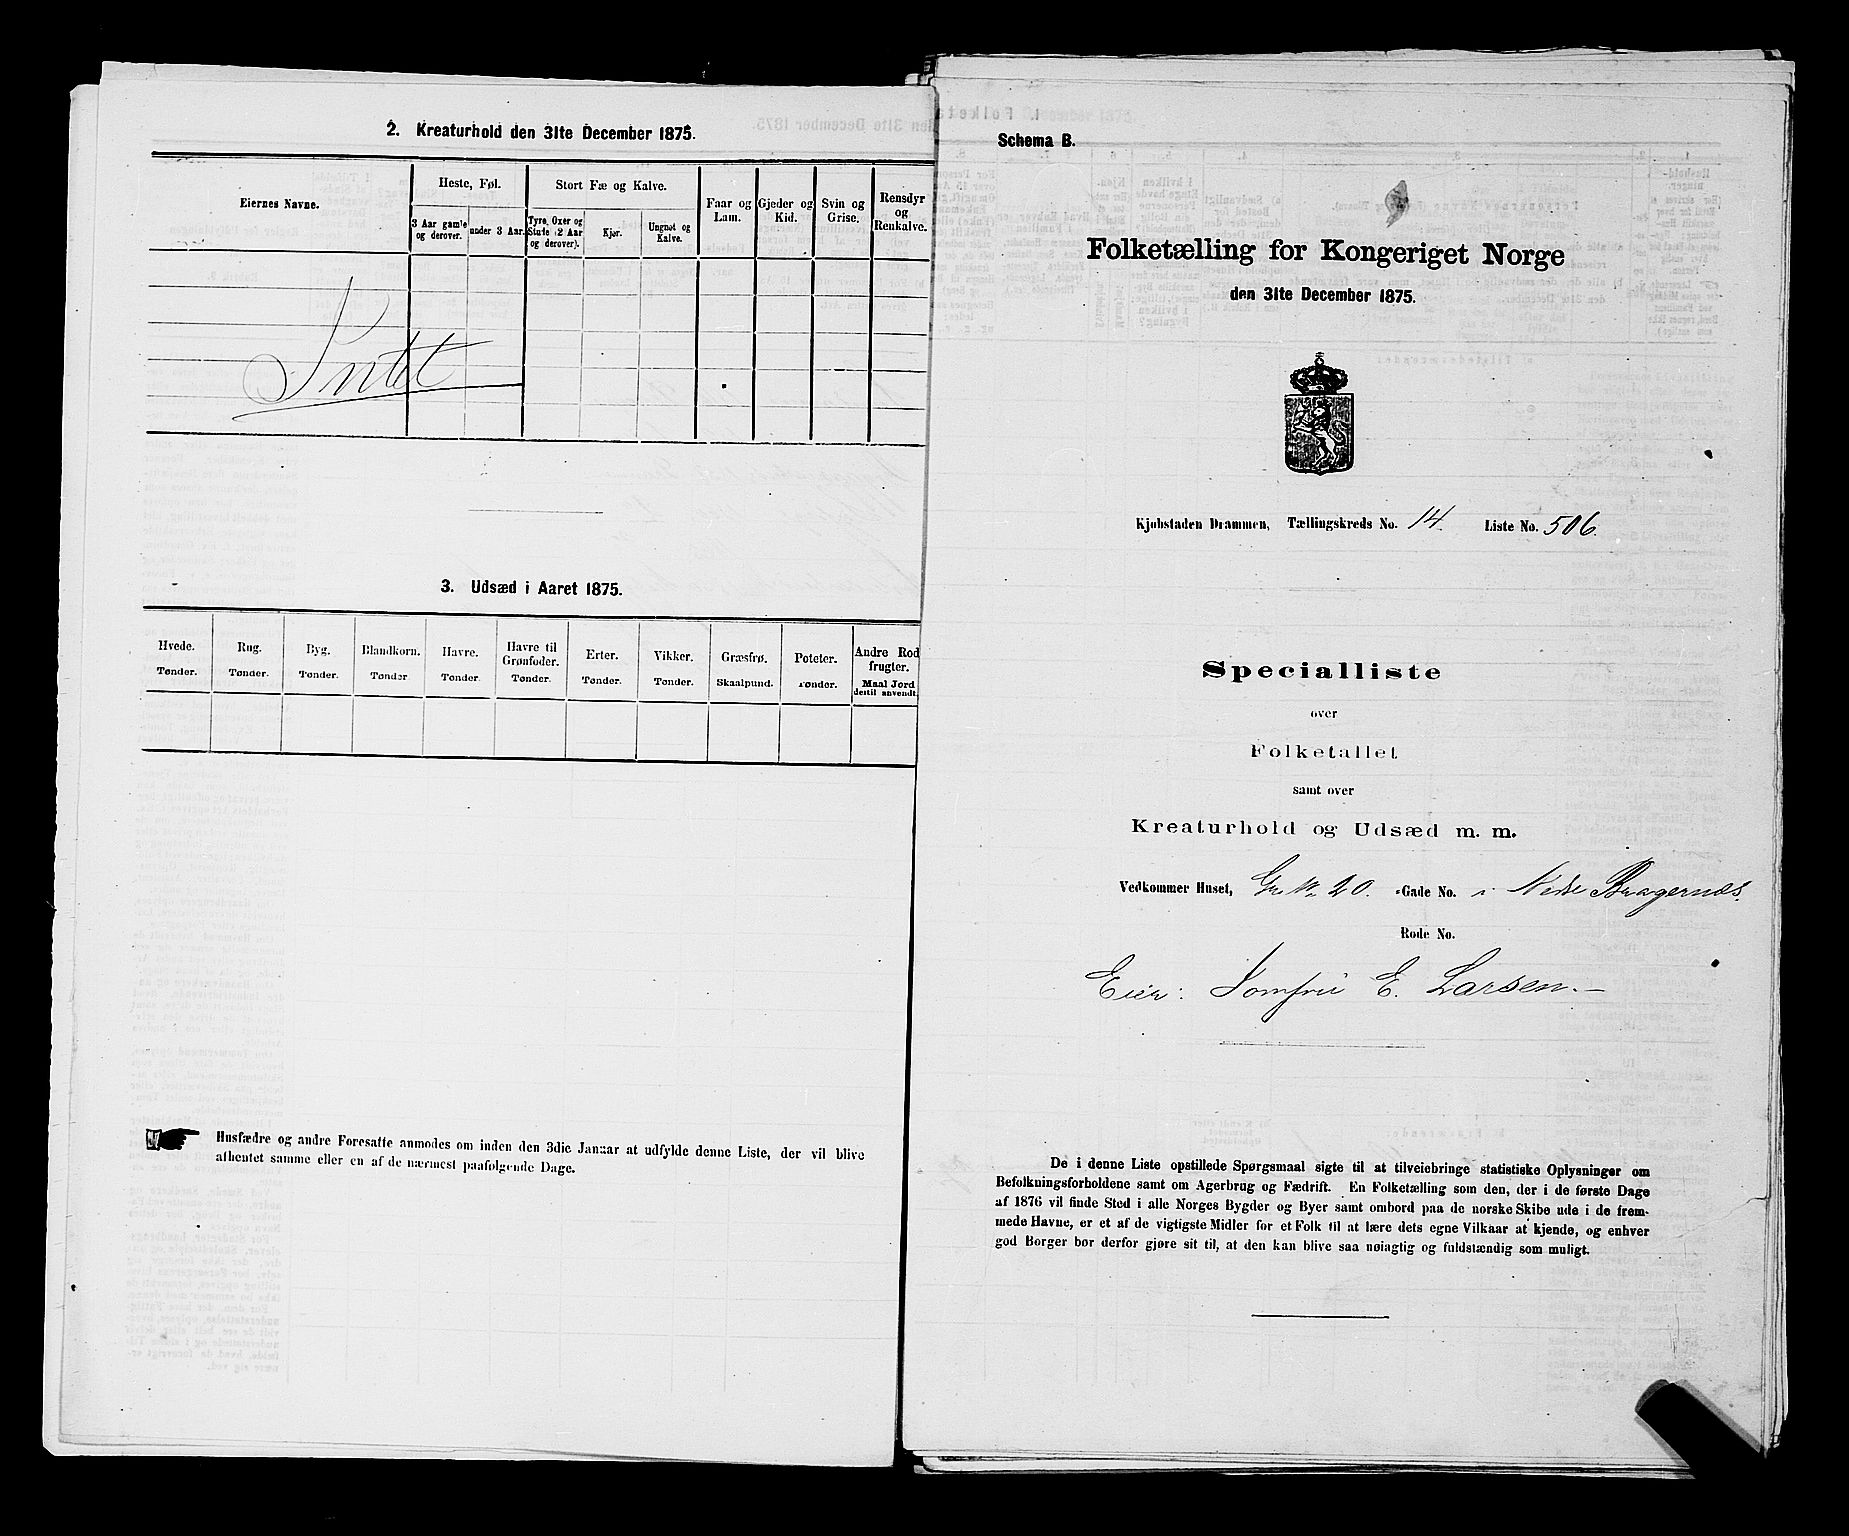 2. Kreaturhold den 31te December 1875.
Eiernes Navne.
Heste, Føl.
Stort Fæ og Kalve.
Faar og Lam.
Gjeder og Kid.
Svin og Grise.
Rensdyr og Renkalve.
3 Aar gamle og derover.
under 3 Aar.
Tyre, Oxer og Stude (2 Aar og derover).
Kjør.
Ungnøt og Kalve.
Intet
3. Udsæd i Aaret 1875.
Hvede.
Rug.
Byg.
Blandkorn.
Havre.
Havre til Grønfoder.
Erter.
Vikker.
Græsfrø.
Poteter.
Andre Rodfrugter.
Tønder.
Tønder.
Tønder.
Tønder
Tønder.
Tønder.
Tønder.
Tønder.
Skaalpund.
Tønder.
Maal Jord dertil anvendt.
Husfædre og andre Foresatte anmodes om inden den 3die Januar at udfylde denne Liste, der vil blive
afhentet samme eller en af de nærmest paafølgende Dage.
Schema B.
Folketælling for Kongeriget Norge
den 31te December 1875.
Kjøbstaden Drammen, Tællingskreds No. 14. Liste No. 506.
Specialliste
over
Folketallet
samt over
Kreaturhold og Udsæd m. m.
Vedkommer Huset, Gr. No. 20. -Gade No. i Nedre Bragernæs.
Rode No.
Eier: Jomfru E. Larsen.
De i denne Liste opstillede Spørgsmaal sigte til at tilveiebringe statistiske Oplysninger om
Befolkningsforholdene samt om Agerbrug og Fædrift. En Folketælling som den, der i de første Dage
af 1876 vil finde Sted i alle Norges Bygder og Byer samt ombord paa de norske Skibe ude i de frem-
mede Havne, er et af de vigtigste Midler for et Folk til at lære dets egne Vilkaar at kjende, og enhver
god Borger bør derfor gjøre sit til, at den kan blive saa nøiagtig og fuldstændig som muligt.